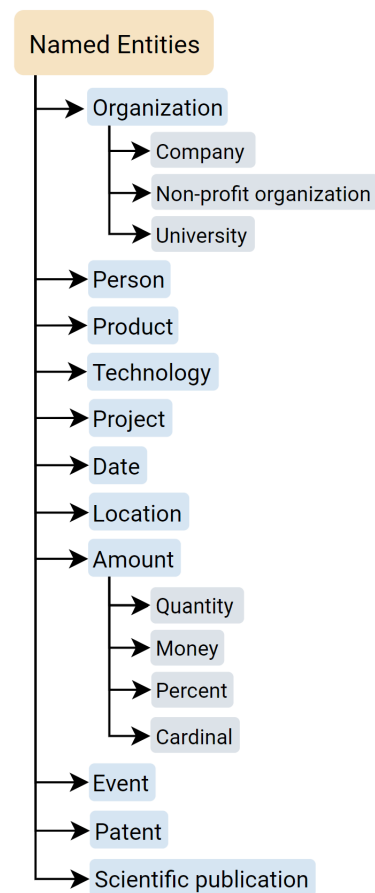 Named Entities
Organization
Company
Non-profit organization
University
Person
Product
Technology
Project
Date
Location
Amount
Quantity
Money
Percent
Cardinal
Event
Patent
Scientific publication